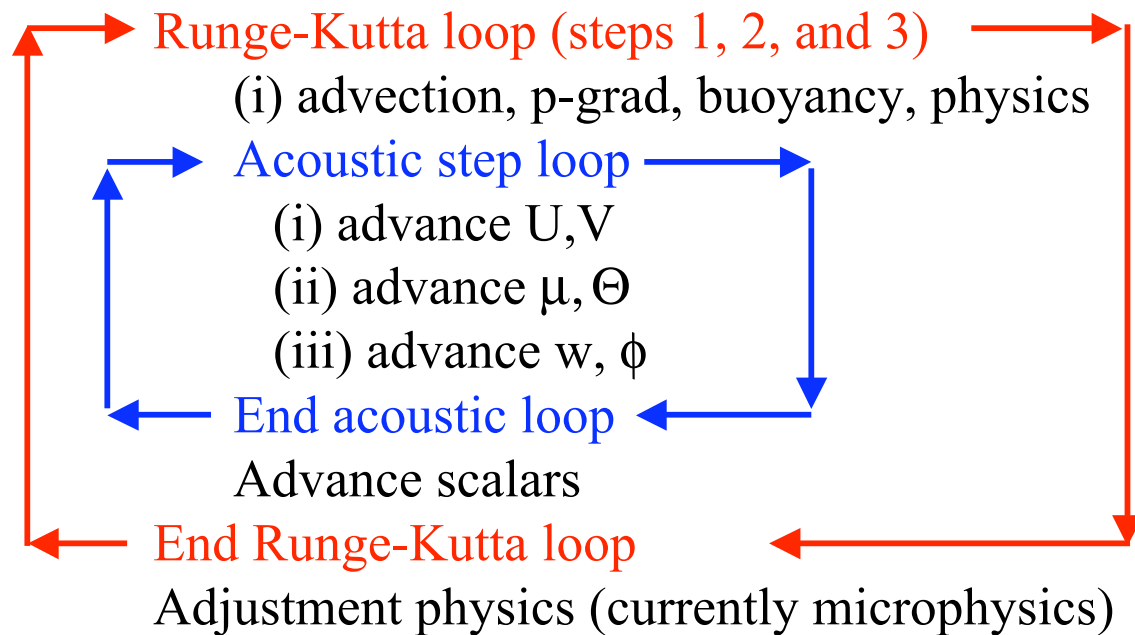 Runge-Kutta loop (steps 1, 2, and 3)
(i) advection, p-grad, buoyancy, physics
Acoustic step loop
(i) advance U,V
(ii) advance μ, Θ
(iii) advance w, ϕ
End acoustic loop
Advance scalars
End Runge-Kutta loop
Adjustment physics (currently microphysics)